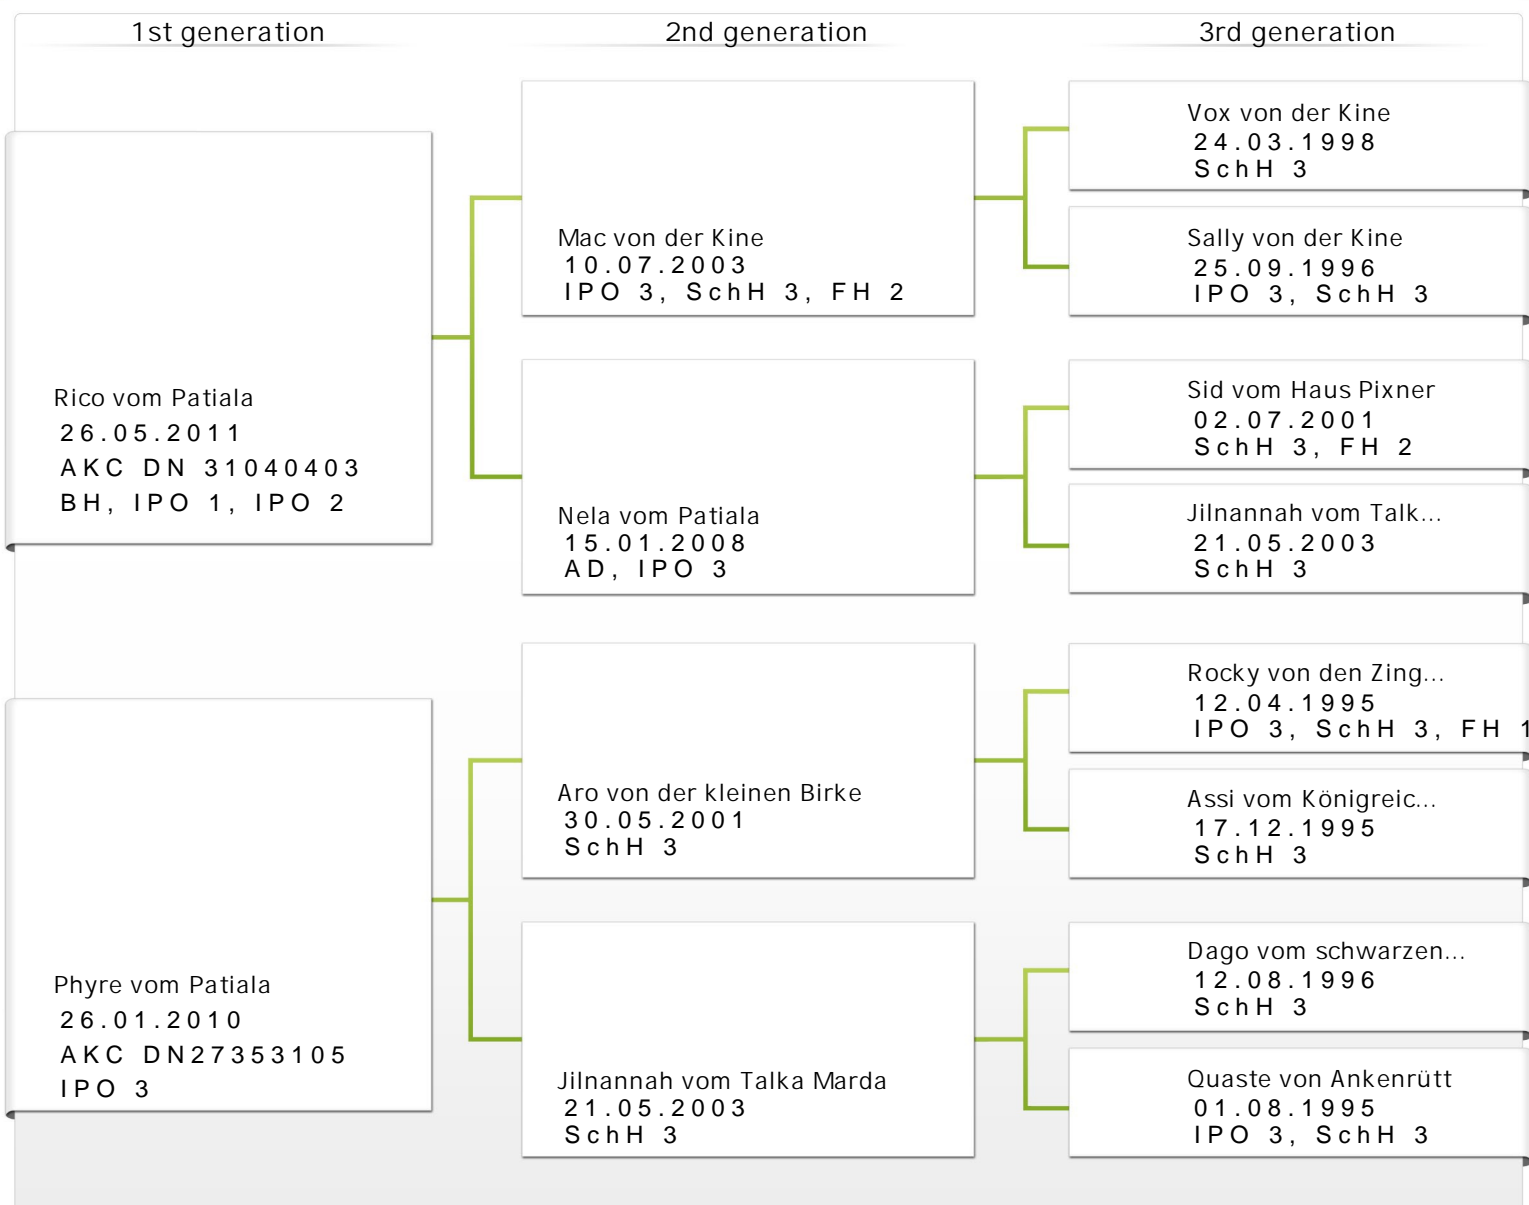 1st generation
2nd generation
3rd generation
Rico vom Patiala
26.05.2011
AKC DN 31040403
BH, IPO 1, IPO 2
Phyre vom Patiala
26.01.2010
AKC DN27353105
IPO 3
Mac von der Kine
10.07.2003
IPO 3, SchH 3, FH 2
Nela vom Patiala
15.01.2008
AD, IPO 3
Aro von der kleinen Birke
30.05.2001
SchH 3
Jilnannah vom Talka Marda
21.05.2003
SchH 3
Vox von der Kine
24.03.1998
SchH 3
Sally von der Kine
25.09.1996
IPO 3, SchH 3
Sid vom Haus Pixner
02.07.2001
SchH 3, FH 2
Jilnannah vom Talk...
21.05.2003
SchH 3
Rocky von den Zing...
12.04.1995
IPO 3, SchH 3, FH 1
Assi vom Königreic...
17.12.1995
SchH 3
Dago vom schwarzen...
12.08.1996
SchH 3
Quaste von Ankenrütt
01.08.1995
IPO 3, SchH 3